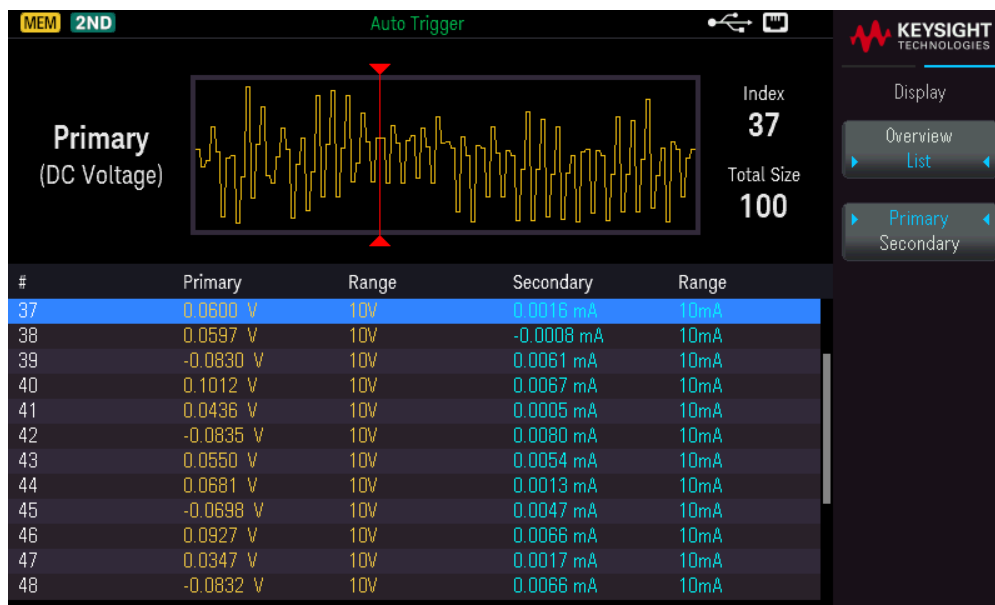 MEM 2ND Auto Trigger
KEYSIGHT
TECHNOLOGIES
Display
Overview
List
Primary
Secondary
Primary
(DC Voltage)
Index
37
Total Size
100
# Primary Range Secondary Range
37 0.0600 V 10V 0.0016 mA 10mA
38 0.0597 V 10V -0.0008 mA 10mA
39 -0.0830 V 10V 0.0061 mA 10mA
40 0.1012 V 10V 0.0067 mA 10mA
41 0.0436 V 10V 0.0005 mA 10mA
42 -0.0835 V 10V 0.0080 mA 10mA
43 0.0550 V 10V 0.0054 mA 10mA
44 0.0681 V 10V 0.0013 mA 10mA
45 -0.0698 V 10V 0.0047 mA 10mA
46 0.0927 V 10V 0.0066 mA 10mA
47 0.0347 V 10V 0.0017 mA 10mA
48 -0.0832 V 10V 0.0066 mA 10mA